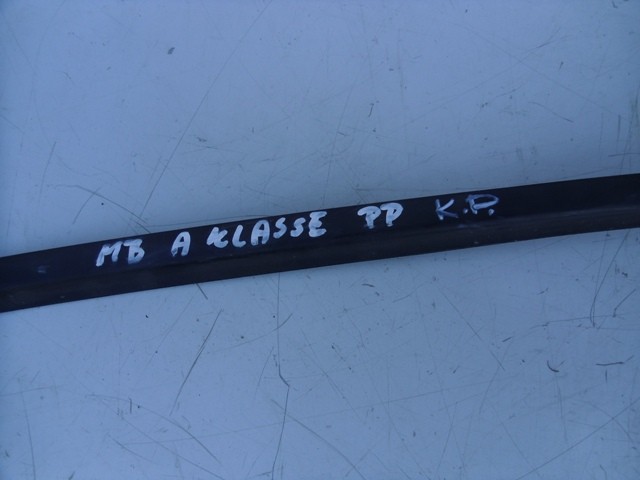 MB A KLASSE PP K.P.